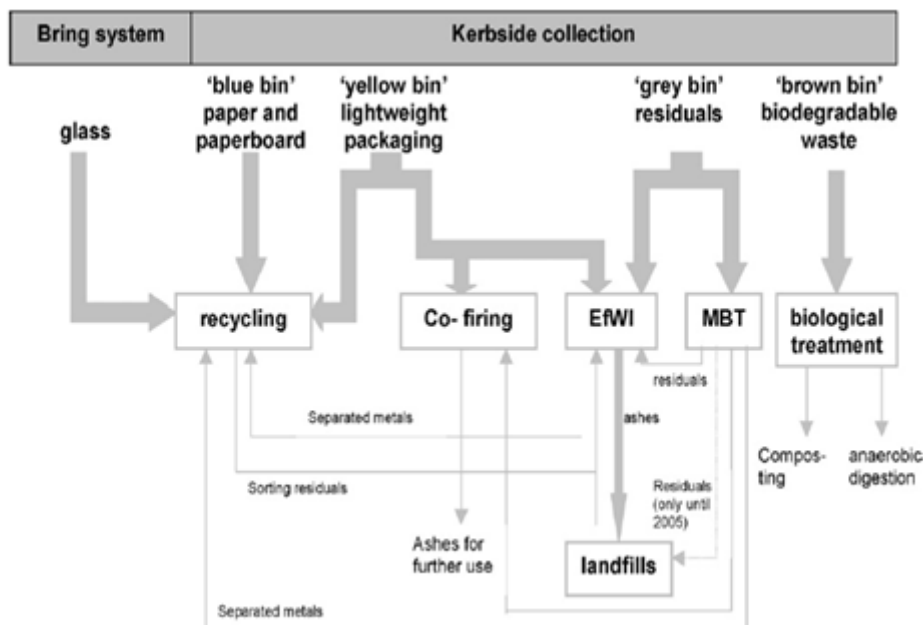 Bring system
Kerbside collection
glass
‘blue bin’
paper and
paperboard
‘yellow bin’
lightweight
packaging
‘grey bin’
residuals
‘brown bin’
biodegradable
waste
recycling
Co- firing
EfWI
MBT
biological
treatment
residuals
Separated metals
ashes
Sorting residuals
Residuals
(only until
2005)
Compos-
ting
anaerobic
digestion
Ashes for
further use
landfills
Separated metals